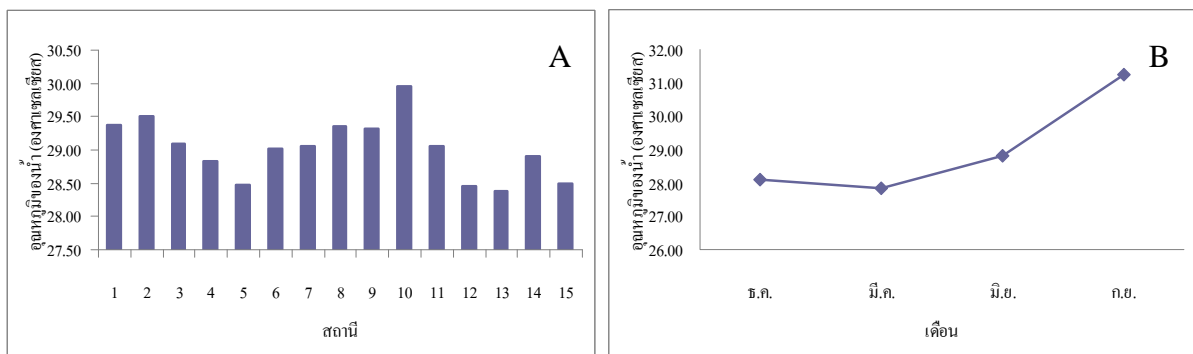 A
อุณหภูมิของน้ำ (องศาเซลเซียส)
30.50
30.00
29.50
29.00
28.50
28.00
27.50
1 2 3 4 5 6 7 8 9 10 11 12 13 14 15
สถานี
B
อุณหภูมิของน้ำ (องศาเซลเซียส)
32.00
31.00
30.00
29.00
28.00
27.00
26.00
ธ.ค. มี.ค. มิ.ย. ก.ย.
เดือน